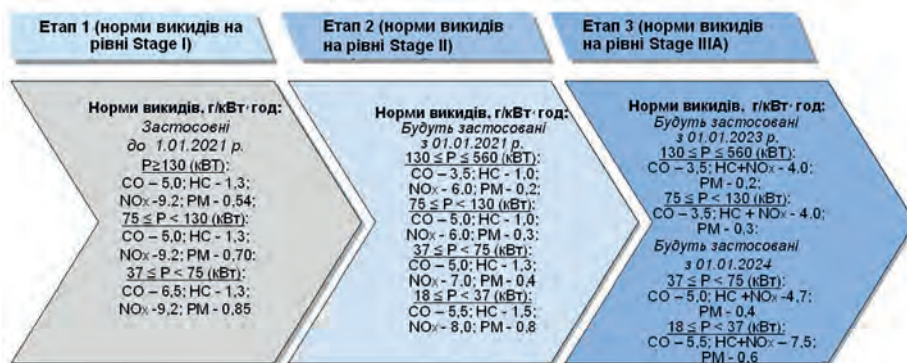 Етап 1 (норми викидів на
рівні Stage I)
Етап 2 (норми викидів
на рівні Stage II)
Етап 3 (норми викидів
на рівні Stage IIIA)
Норми викидів, г/кВт·год:
Застосовні
до 1.01.2021 р.
P≥130 (кВТ):
CO – 5,0; HC - 1,3;
NOx -9.2; PM - 0,54;
75 ≤ P < 130 (кВт):
CO – 5.0; HC - 1,3;
NOx -9.2; PM - 0,70;
37 ≤ P < 75 (кВт):
CO – 6,5; HC - 1,3;
NOx -9,2; PM - 0,85
Норми викидів, г/кВт·год:
Будуть застосовані
з 01.01.2021 р.
130 ≤ P ≤ 560 (кВт):
CO – 3,5; HC - 1.0;
NOx - 6.0; PM - 0,2;
75 ≤ P < 130 (кВт):
CO – 5,0; HC - 1.0;
NOx - 6.0; PM - 0,3;
37 ≤ P < 75 (кВт):
CO – 5,0; HC - 1,3;
NOx - 7.0; PM - 0.4
18 ≤ P < 37 (кВт):
CO – 5,5; HC - 1.5;
NOx - 8,0; PM - 0.8
Норми викидів, г/кВт·год:
Будуть застосовані
з 01.01.2023 р.
130 ≤ P ≤ 560 (кВт):
CO – 3,5; HC+NOx - 4.0;
PM - 0,2;
75 ≤ P < 130 (кВт):
CO – 3,5; HC + NOx - 4.0;
PM - 0,3;
Будуть застосовані
з 01.01.2024
37 ≤ P < 75 (кВт):
CO – 5,0; HC +NOx -4,7;
PM - 0.4
18 ≤ P < 37 (кВт):
CO – 5,5; HC+NOx – 7.5;
PM - 0.6